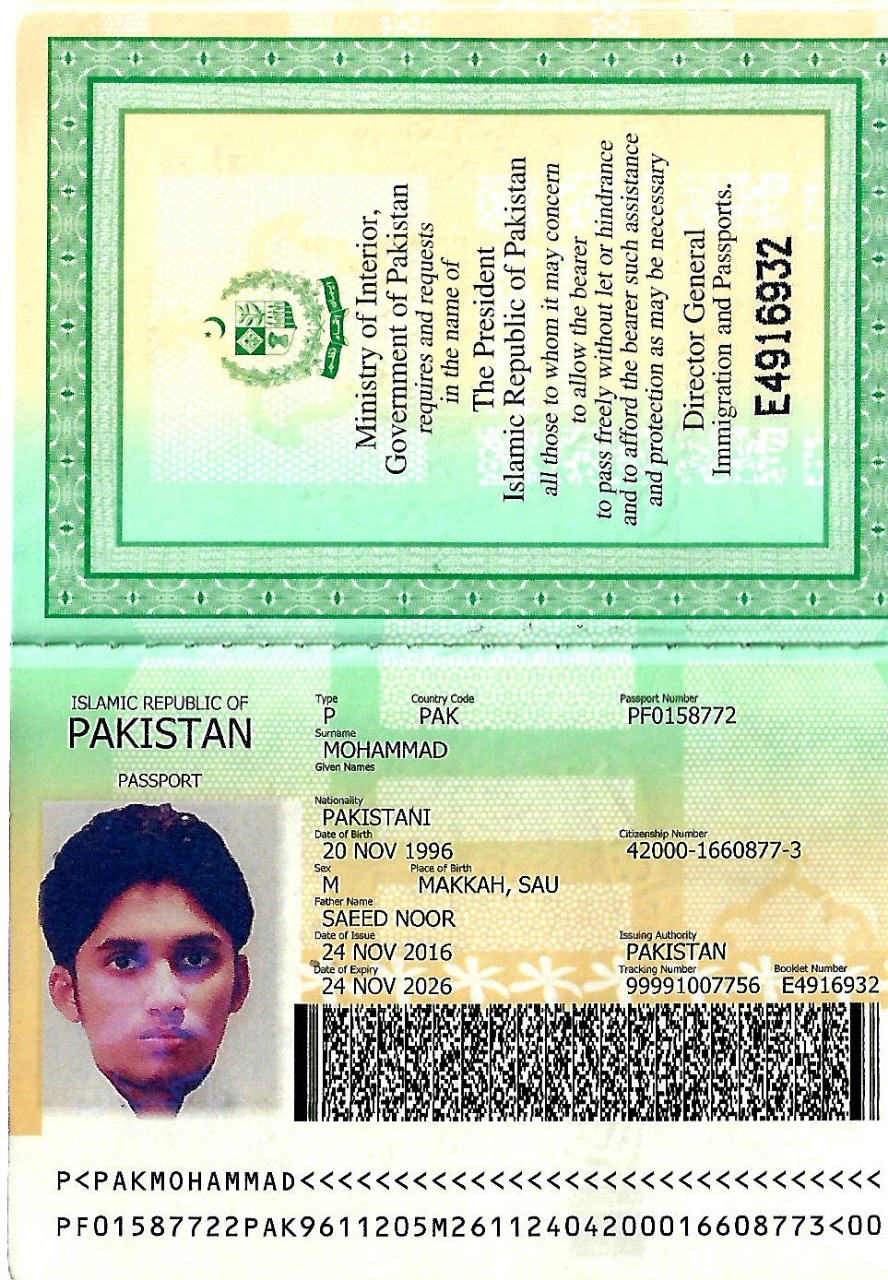 Ministry of Interior,
Government of Pakistan
requires and requests
in the name of
The President
Islamic Republic of Pakistan
all those to whom it may concern
to allow the bearer
to pass freely without let or hindrance
and to afford the bearer such assistance
and protection as may be necessary
Director General
Immigration and Passports.
E4916932
ISLAMIC REPUBLIC OF
PAKISTAN
PASSPORT
Type Country Code Passport Number
P PAK PF0158772
Surname
MOHAMMAD
Given Names
Nationality
PAKISTANI
Date of Birth Citizenship Number
20 NOV 1996 42000-1660877-3
Sex Place of Birth
M MAKKAH, SAU
Father Name
SAEED NOOR
Date of Issue Issuing Authority
24 NOV 2016 PAKISTAN
Date of Expiry Tracking Number Booklet Number
24 NOV 2026 99991007756 E4916932
P<PAKMOHAMMAD<<<<<<<<<<<<<<<<<<<<<<<<<<<<<<<
PF01587722PAK9611205M26112404200016608773<00